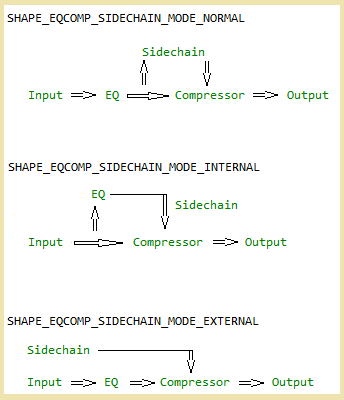 SHAPE_EQCOMP_SIDECHAIN_MODE_NORMAL
Sidechain
Input EQ Compressor Output
SHAPE_EQCOMP_SIDECHAIN_MODE_INTERNAL
EQ
Sidechain
Input Compressor Output
SHAPE_EQCOMP_SIDECHAIN_MODE_EXTERNAL
Sidechain
Input EQ Compressor Output